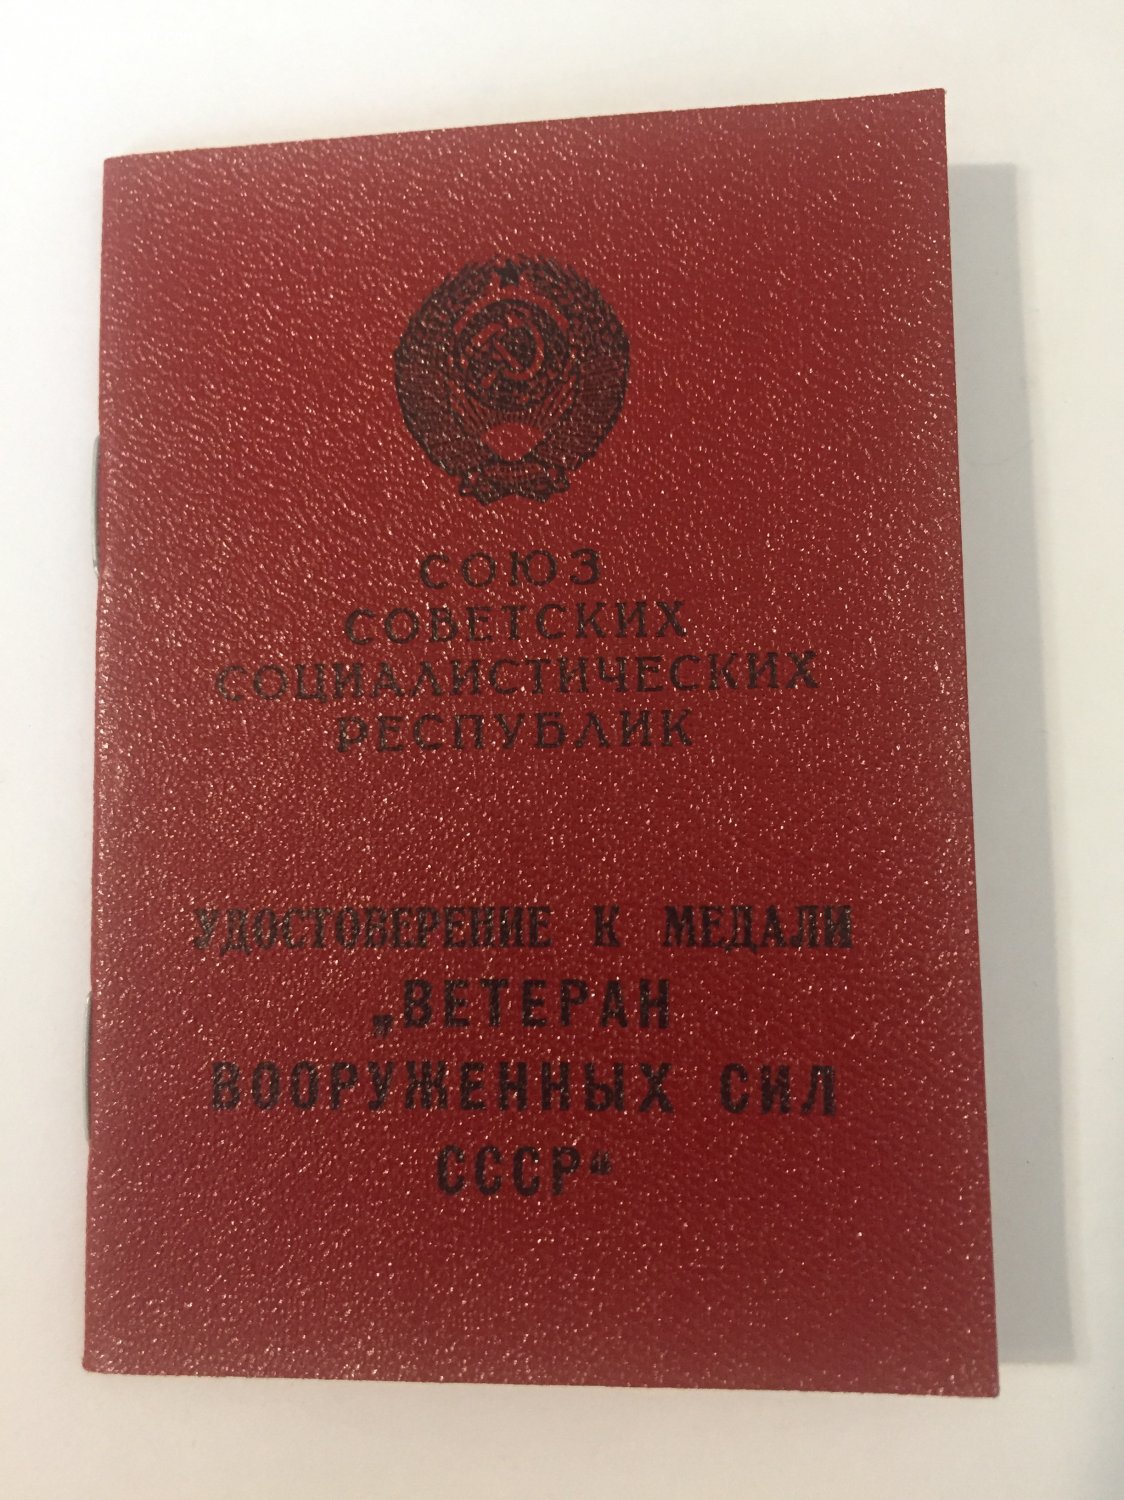 СОЮЗ
СОВЕТСКИХ
СОЦИАЛИСТИЧЕСКИХ
РЕСПУБЛИК
УДОСТОВЕРЕНИЕ К МЕДАЛИ
„ВЕТЕРАН
ВООРУЖЕННЫХ СИЛ
СССР“